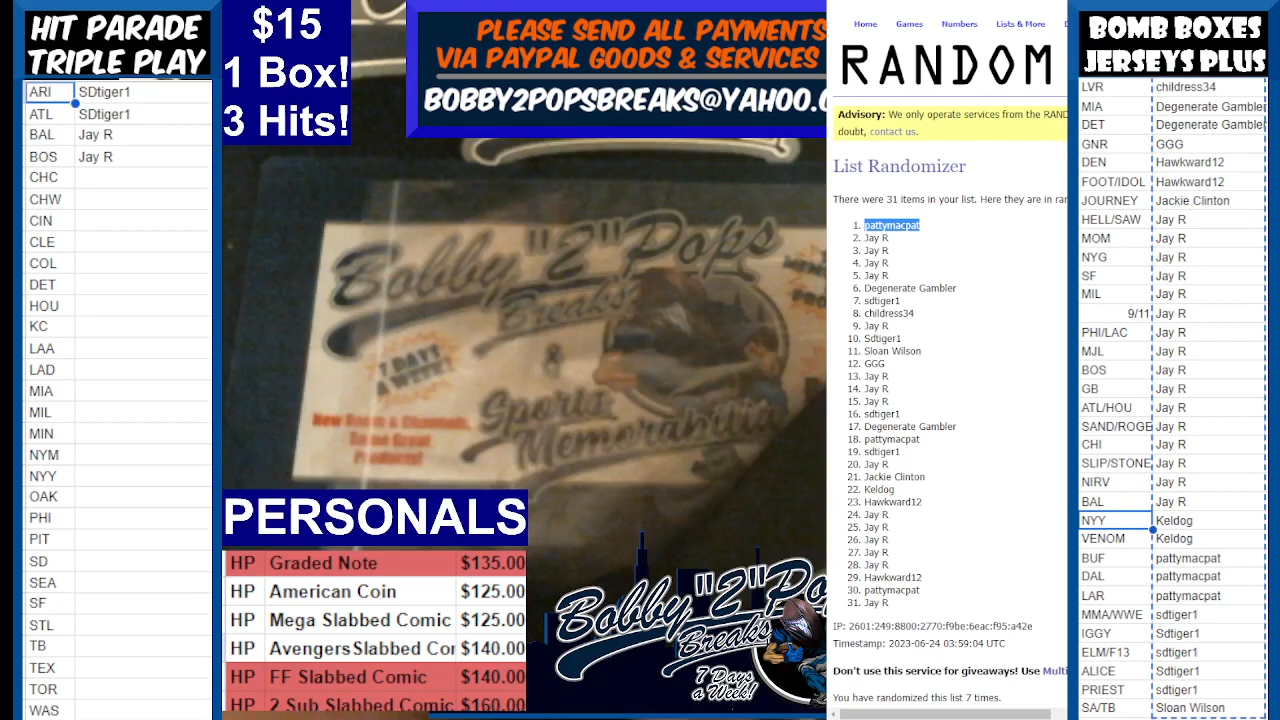 HIT PARADE
TRIPLE PLAY
ARI SDtiger1
ATL SDtiger1
BAL Jay R
BOS Jay R
CHC
CHW
CIN
CLE
COL
DET
HOU
KC
LAA
LAD
MIA
MIL
MIN
NYM
NYY
OAK
PHI
PIT
SD
SEA
SF
STL
TB
TEX
TOR
WAS
$15
1 Box!
3 Hits!
PLEASE SEND ALL PAYMENTS
VIA PAYPAL GOODS & SERVICES
BOBBY2POPSBREAKS@YAHOO.C
Bobby "2" Pops
Breaks
&
Sports
Memorabilia
7 DAYS
A WEEK!
PERSONALS
HP Graded Note $135.00
HP American Coin $125.00
HP Mega Slabbed Comic $125.00
HP Avengers Slabbed Cor $140.00
HP FF Slabbed Comic $140.00
HP 2 Sub Slabbed Comic $160.00
Bobby "2" Po
Breaks
7 Days
a Week!
Home Games Numbers Lists & More
RANDOM
Advisory: We only operate services from the RAND
doubt, contact us.
List Randomizer
There were 31 items in your list. Here they are in ran
1. pattymacpat
2. Jay R
3. Jay R
4. Jay R
5. Jay R
6. Degenerate Gambler
7. sdtiger1
8. childress34
9. Jay R
10. Sdtiger1
11. Sloan Wilson
12. GGG
13. Jay R
14. Jay R
15. Jay R
16. sdtiger1
17. Degenerate Gambler
18. pattymacpat
19. sdtiger1
20. Jay R
21. Jackie Clinton
22. Keldog
23. Hawkward12
24. Jay R
25. Jay R
26. Jay R
27. Jay R
28. Jay R
29. Hawkward12
30. pattymacpat
31. Jay R
IP: 2601:249:8800:2770:f9be:6eac:f95:a42e
Timestamp: 2023-06-24 03:59:04 UTC
Don't use this service for giveaways! Use Multi
You have randomized this list 7 times.
BOMB BOXES
JERSEYS PLUS
LVR childress34
MIA Degenerate Gambler
DET Degenerate Gambler
GNR GGG
DEN Hawkward12
FOOT/IDOL Hawkward12
JOURNEY Jackie Clinton
HELL/SAW Jay R
MOM Jay R
NYG Jay R
SF Jay R
MIL Jay R
9/11 Jay R
PHI/LAC Jay R
MJL Jay R
BOS Jay R
GB Jay R
ATL/HOU Jay R
SAND/ROGE Jay R
CHI Jay R
SLIP/STONE Jay R
NIRV Jay R
BAL Jay R
NYY Keldog
VENOM Keldog
BUF pattymacpat
DAL pattymacpat
LAR pattymacpat
MMA/WWE sdtiger1
IGGY Sdtiger1
ELM/F13 sdtiger1
ALICE Sdtiger1
PRIEST sdtiger1
SA/TB Sloan Wilson